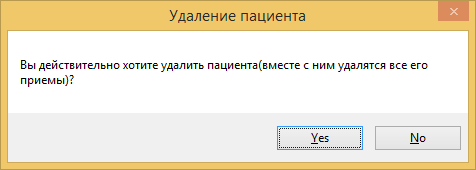 Удаление пациента
Вы действительно хотите удалить пациента(вместе с ним удалятся все его
приемы)?
Yes
No